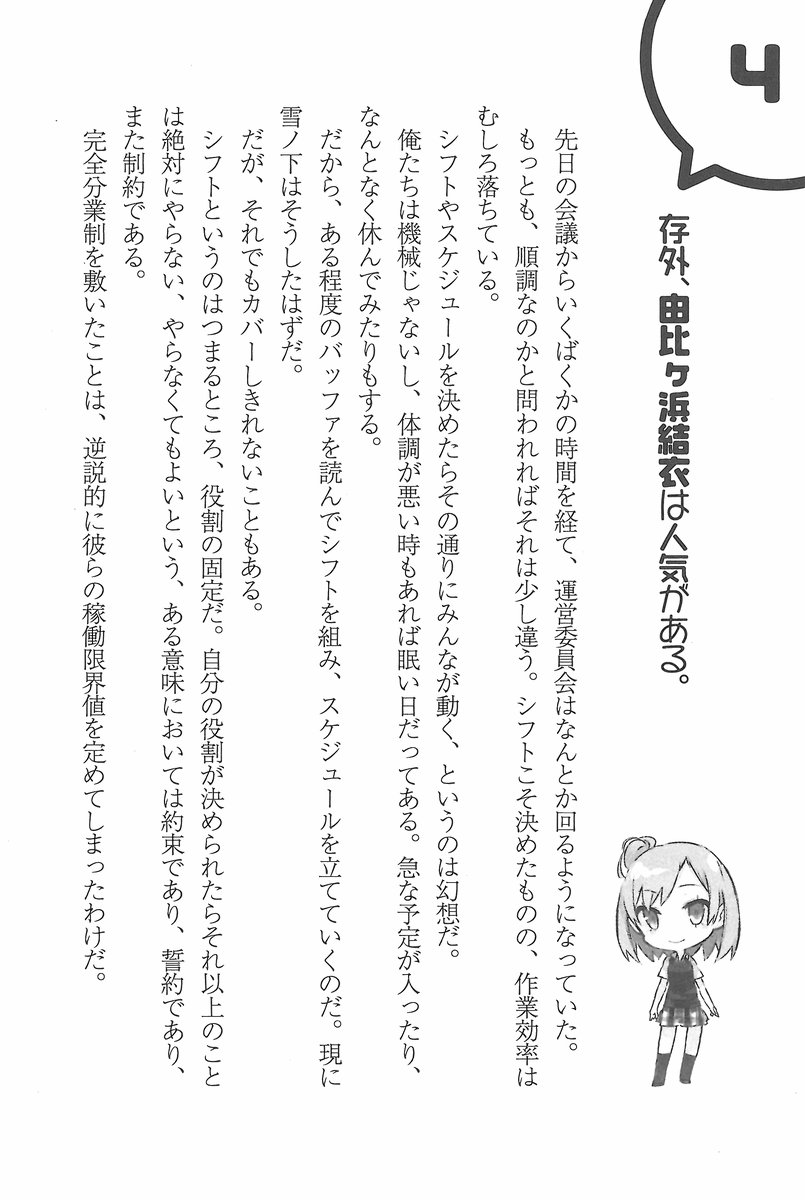 4
存外、由比ヶ浜結衣は人気がある。
先日の会議からいくばくかの時間を経て、運営委員会はなんとか回るようになっていた。
もっとも、順調なのかと問われればそれは少し違う。シフトこそ決めたものの、作業効率は
むしろ落ちている。
シフトやスケジュールを決めたらその通りにみんなが動く、というのは幻想だ。
俺たちは機械じゃないし、体調が悪い時もあれば眠い日だってある。急な予定が入ったり、
なんとなく休んでみたりもする。
だから、ある程度のバッファを読んでシフトを組み、スケジュールを立てていくのだ。現に
雪ノ下はそうしたはずだ。
だが、それでもカバーしきれないこともある。
シフトというのはつまるところ、役割の固定だ。自分の役割が決められたらそれ以上のこと
は絶対にやらない、やらなくてもよいという、ある意味においては約束であり、誓約であり、
また制約である。
完全分業制を敷いたことは、逆説的に彼らの稼働限界値を定めてしまったわけだ。